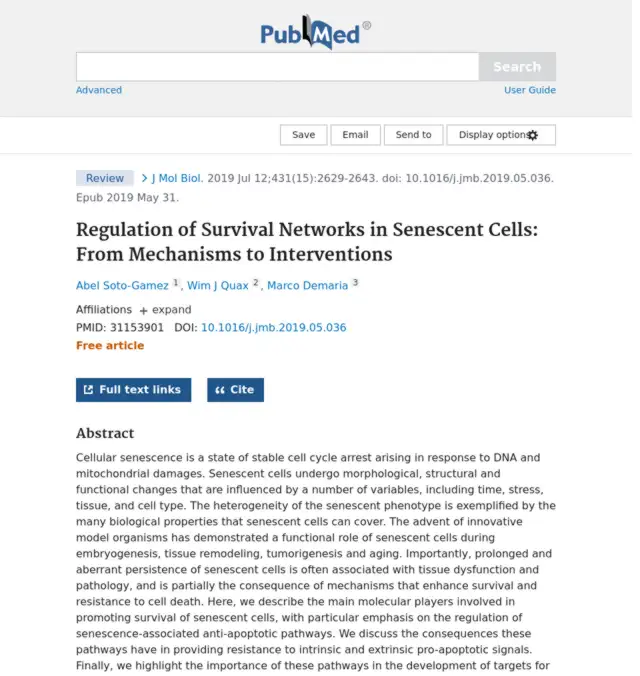 PubMed®
Search
Advanced
User Guide
Save
Email
Send to
Display options
Review
J Mol Biol. 2019 Jul 12;431(15):2629-2643. doi: 10.1016/j.jmb.2019.05.036.
Epub 2019 May 31.
Regulation of Survival Networks in Senescent Cells:
From Mechanisms to Interventions
Abel Soto-Gamez 1, Wim J Quax 2, Marco Demaria 3
Affiliations + expand
PMID: 31153901 DOI: 10.1016/j.jmb.2019.05.036
Free article
Full text links
Cite
Abstract
Cellular senescence is a state of stable cell cycle arrest arising in response to DNA and
mitochondrial damages. Senescent cells undergo morphological, structural and
functional changes that are influenced by a number of variables, including time, stress,
tissue, and cell type. The heterogeneity of the senescent phenotype is exemplified by the
many biological properties that senescent cells can cover. The advent of innovative
model organisms has demonstrated a functional role of senescent cells during
embryogenesis, tissue remodeling, tumorigenesis and aging. Importantly, prolonged and
aberrant persistence of senescent cells is often associated with tissue dysfunction and
pathology, and is partially the consequence of mechanisms that enhance survival and
resistance to cell death. Here, we describe the main molecular players involved in
promoting survival of senescent cells, with particular emphasis on the regulation of
senescence-associated anti-apoptotic pathways. We discuss the consequences these
pathways have in providing resistance to intrinsic and extrinsic pro-apoptotic signals.
Finally, we highlight the importance of these pathways in the development of targets for